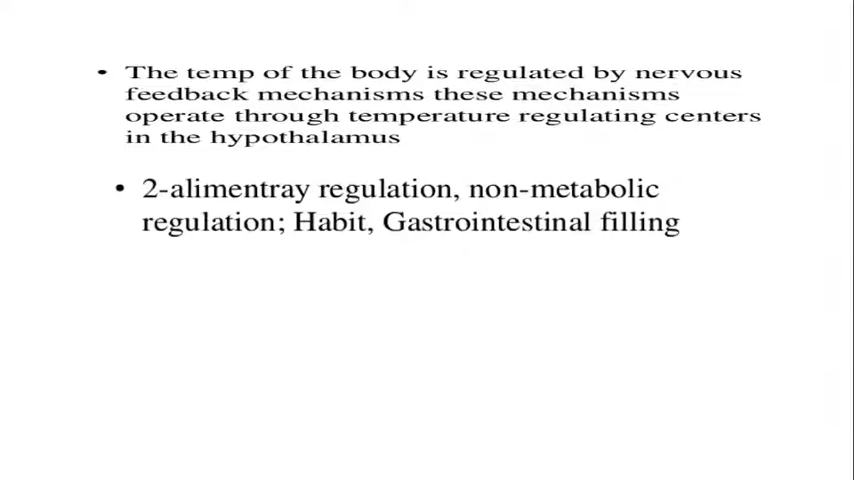 • The temp of the body is regulated by nervous
feedback mechanisms these mechanisms
operate through temperature regulating centers
in the hypothalamus
• 2-alimentray regulation, non-metabolic
regulation; Habit, Gastrointestinal filling